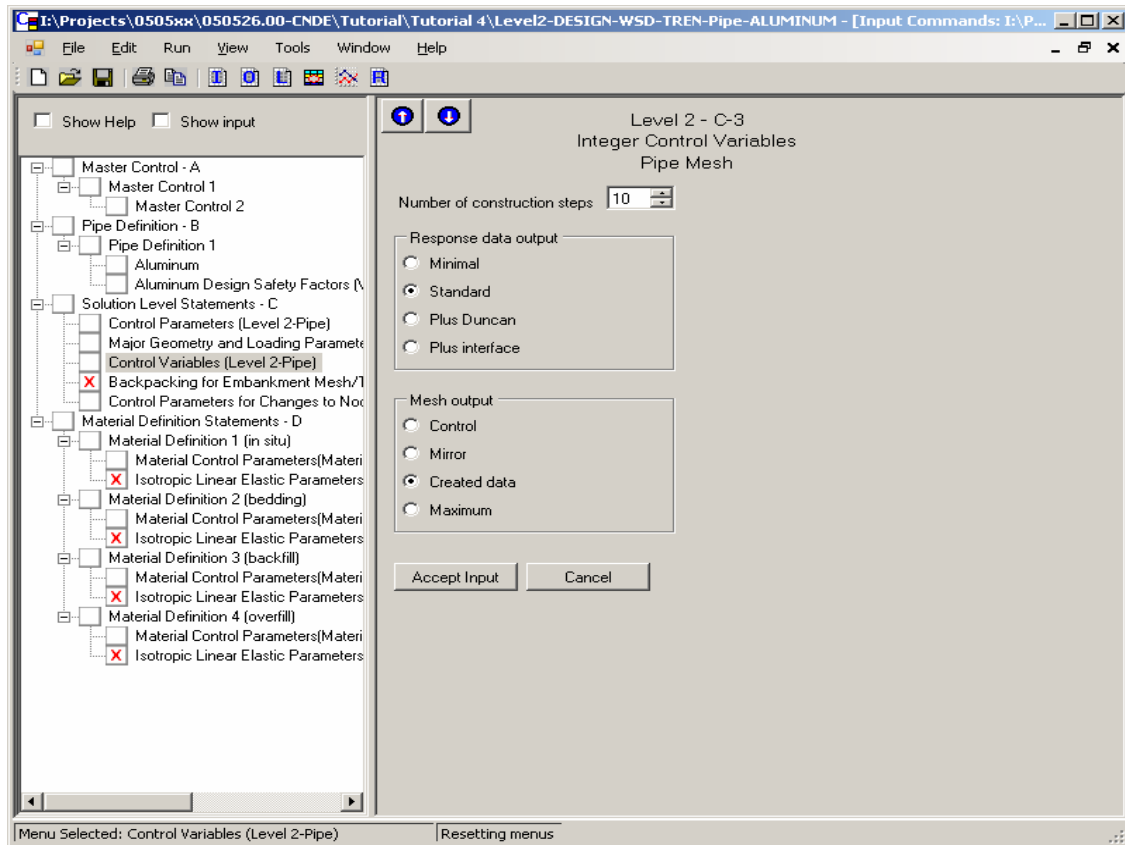 I:\Projects\0505xx\050526.00-CNDE\Tutorial\Tutorial 4\Level2-DESIGN-WSD-TREN-Pipe-ALUMINUM - [Input Commands: I:\P...
File Edit Run View Tools Window Help
Show Help Show input
Master Control - A
Master Control 1
Master Control 2
Pipe Definition - B
Pipe Definition 1
Aluminum
Aluminum Design Safety Factors (\
Solution Level Statements - C
Control Parameters (Level 2-Pipe)
Major Geometry and Loading Paramete
Control Variables (Level 2-Pipe)
X Backpacking for Embankment Mesh/T
Control Parameters for Changes to Noc
Material Definition Statements - D
Material Definition 1 (in situ)
Material Control Parameters(Materi
X Isotropic Linear Elastic Parameters
Material Definition 2 (bedding)
Material Control Parameters(Materi
X Isotropic Linear Elastic Parameters
Material Definition 3 (backfill)
Material Control Parameters(Materi
X Isotropic Linear Elastic Parameters
Material Definition 4 (overfill)
Material Control Parameters(Materi
X Isotropic Linear Elastic Parameters
Level 2 - C-3
Integer Control Variables
Pipe Mesh
Number of construction steps 10
Response data output
Minimal
Standard
Plus Duncan
Plus interface
Mesh output
Control
Mirror
Created data
Maximum
Accept Input Cancel
Menu Selected: Control Variables (Level 2-Pipe) Resetting menus